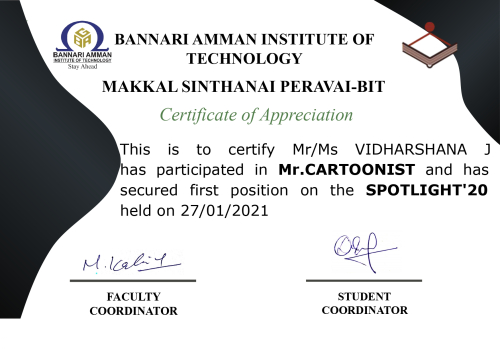 BANNARI AMMAN INSTITUTE OF
TECHNOLOGY
BANNARI AMMAN
INSTITUTE OF TECHNOLOGY
Stay Ahead
MAKKAL SINTHANAI PERAVAI-BIT
Certificate of Appreciation
This is to certify Mr/Ms VIDHARSHANA J
has participated in Mr.CARTOONIST and has
secured first position on the SPOTLIGHT'20
held on 27/01/2021
FACULTY
COORDINATOR
STUDENT
COORDINATOR